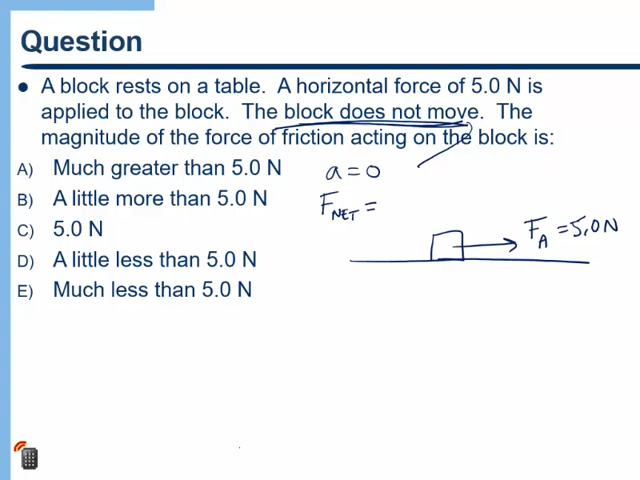 Question
A block rests on a table. A horizontal force of 5.0 N is
applied to the block. The block does not move. The
magnitude of the force of friction acting on the block is:
A) Much greater than 5.0 N
B) A little more than 5.0 N
C) 5.0 N
D) A little less than 5.0 N
E) Much less than 5.0 N
a = 0
F_NET =
F_A = 5.0 N